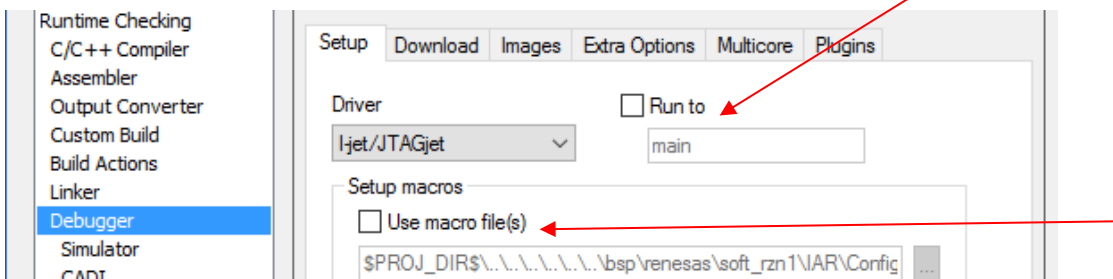 Runtime Checking
C/C++ Compiler
Assembler
Output Converter
Custom Build
Build Actions
Linker
Debugger
Simulator
CADI
Setup Download Images Extra Options Multicore Plugins
Driver
Run to
I-jet/JTAGjet
main
Setup macros
Use macro file(s)
$PROJ_DIR$\..\..\..\..\..\..\bsp\renesas\soft_rzn1\IAR\Config
...